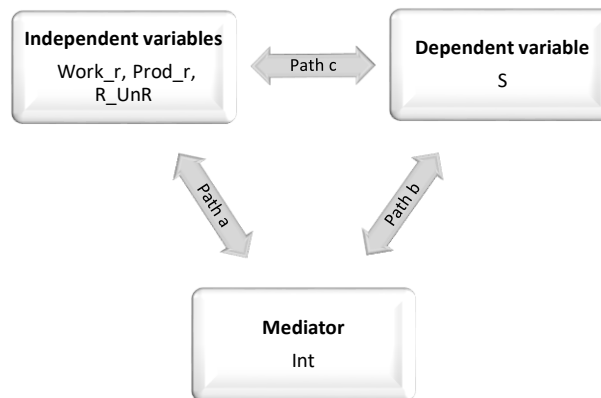 Independent variables
Work_r, Prod_r,
R_UnR
Path c
Dependent variable
S
Path a
Path b
Mediator
Int